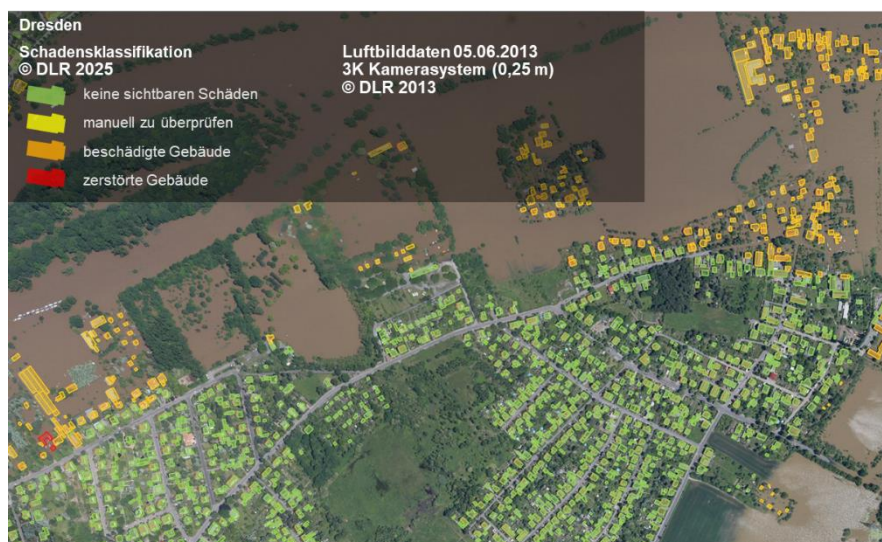 Dresden
Schadensklassifikation
© DLR 2025
keine sichtbaren Schäden
manuell zu überprüfen
beschädigte Gebäude
zerstörte Gebäude
Luftbilddaten 05.06.2013
3K Kamerasystem (0,25 m)
© DLR 2013